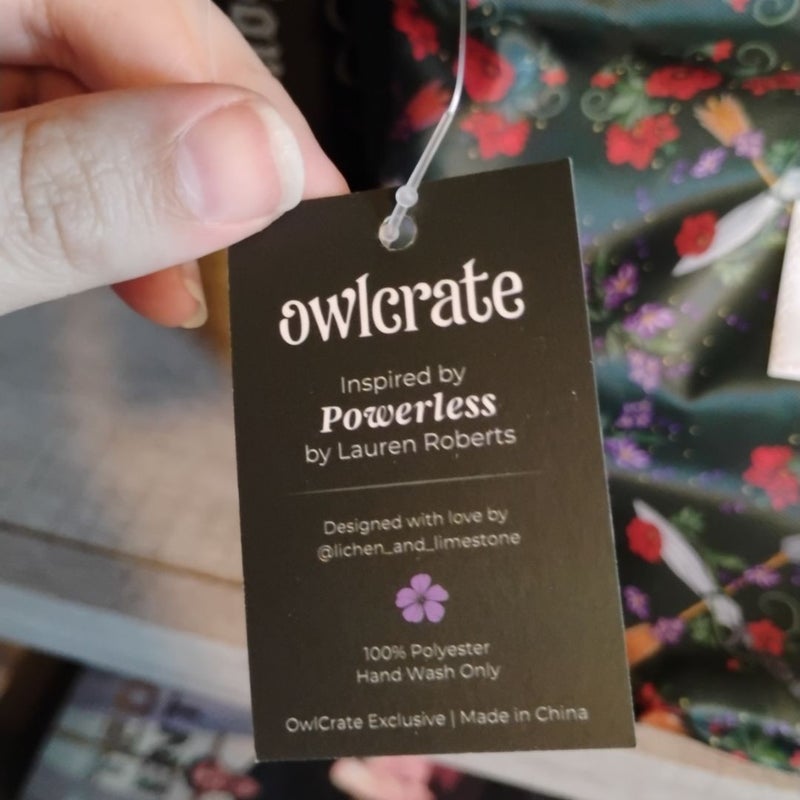 owlcrate
Inspired by
Powerless
by Lauren Roberts
Designed with love by
@lichen_and_limestone
100% Polyester
Hand Wash Only
OwlCrate Exclusive | Made in China